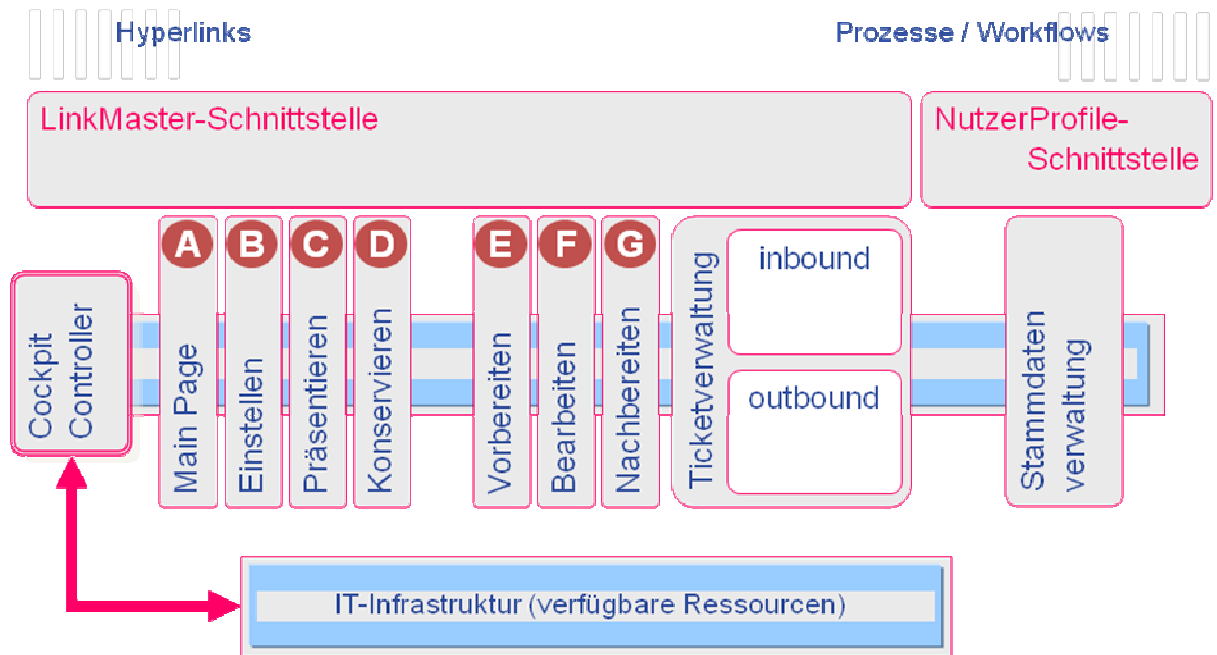 Hyperlinks
Prozesse / Workflows
LinkMaster-Schnittstelle
NutzerProfile-
Schnittstelle
A
B
C
D
E
F
G
Cockpit
Controller
Main Page
Einstellen
Präsentieren
Konservieren
Vorbereiten
Bearbeiten
Nachbereiten
Ticketverwaltung
inbound
outbound
Stammdaten
verwaltung
IT-Infrastruktur (verfügbare Ressourcen)